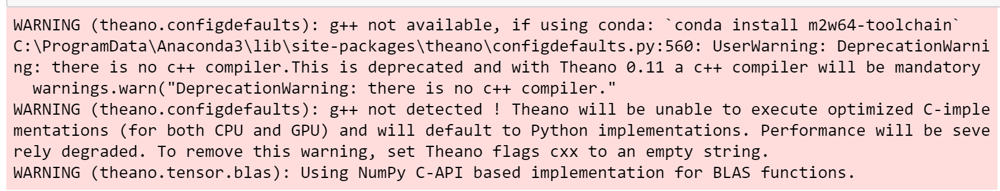 WARNING (theano.configdefaults): g++ not available, if using conda: `conda install m2w64-toolchain`
C:\ProgramData\Anaconda3\lib\site-packages\theano\configdefaults.py:560: UserWarning: DeprecationWarni
ng: there is no c++ compiler.This is deprecated and with Theano 0.11 a c++ compiler will be mandatory
  warnings.warn("DeprecationWarning: there is no c++ compiler."
WARNING (theano.configdefaults): g++ not detected ! Theano will be unable to execute optimized C-imple
mentations (for both CPU and GPU) and will default to Python implementations. Performance will be seve
rely degraded. To remove this warning, set Theano flags cxx to an empty string.
WARNING (theano.tensor.blas): Using NumPy C-API based implementation for BLAS functions.